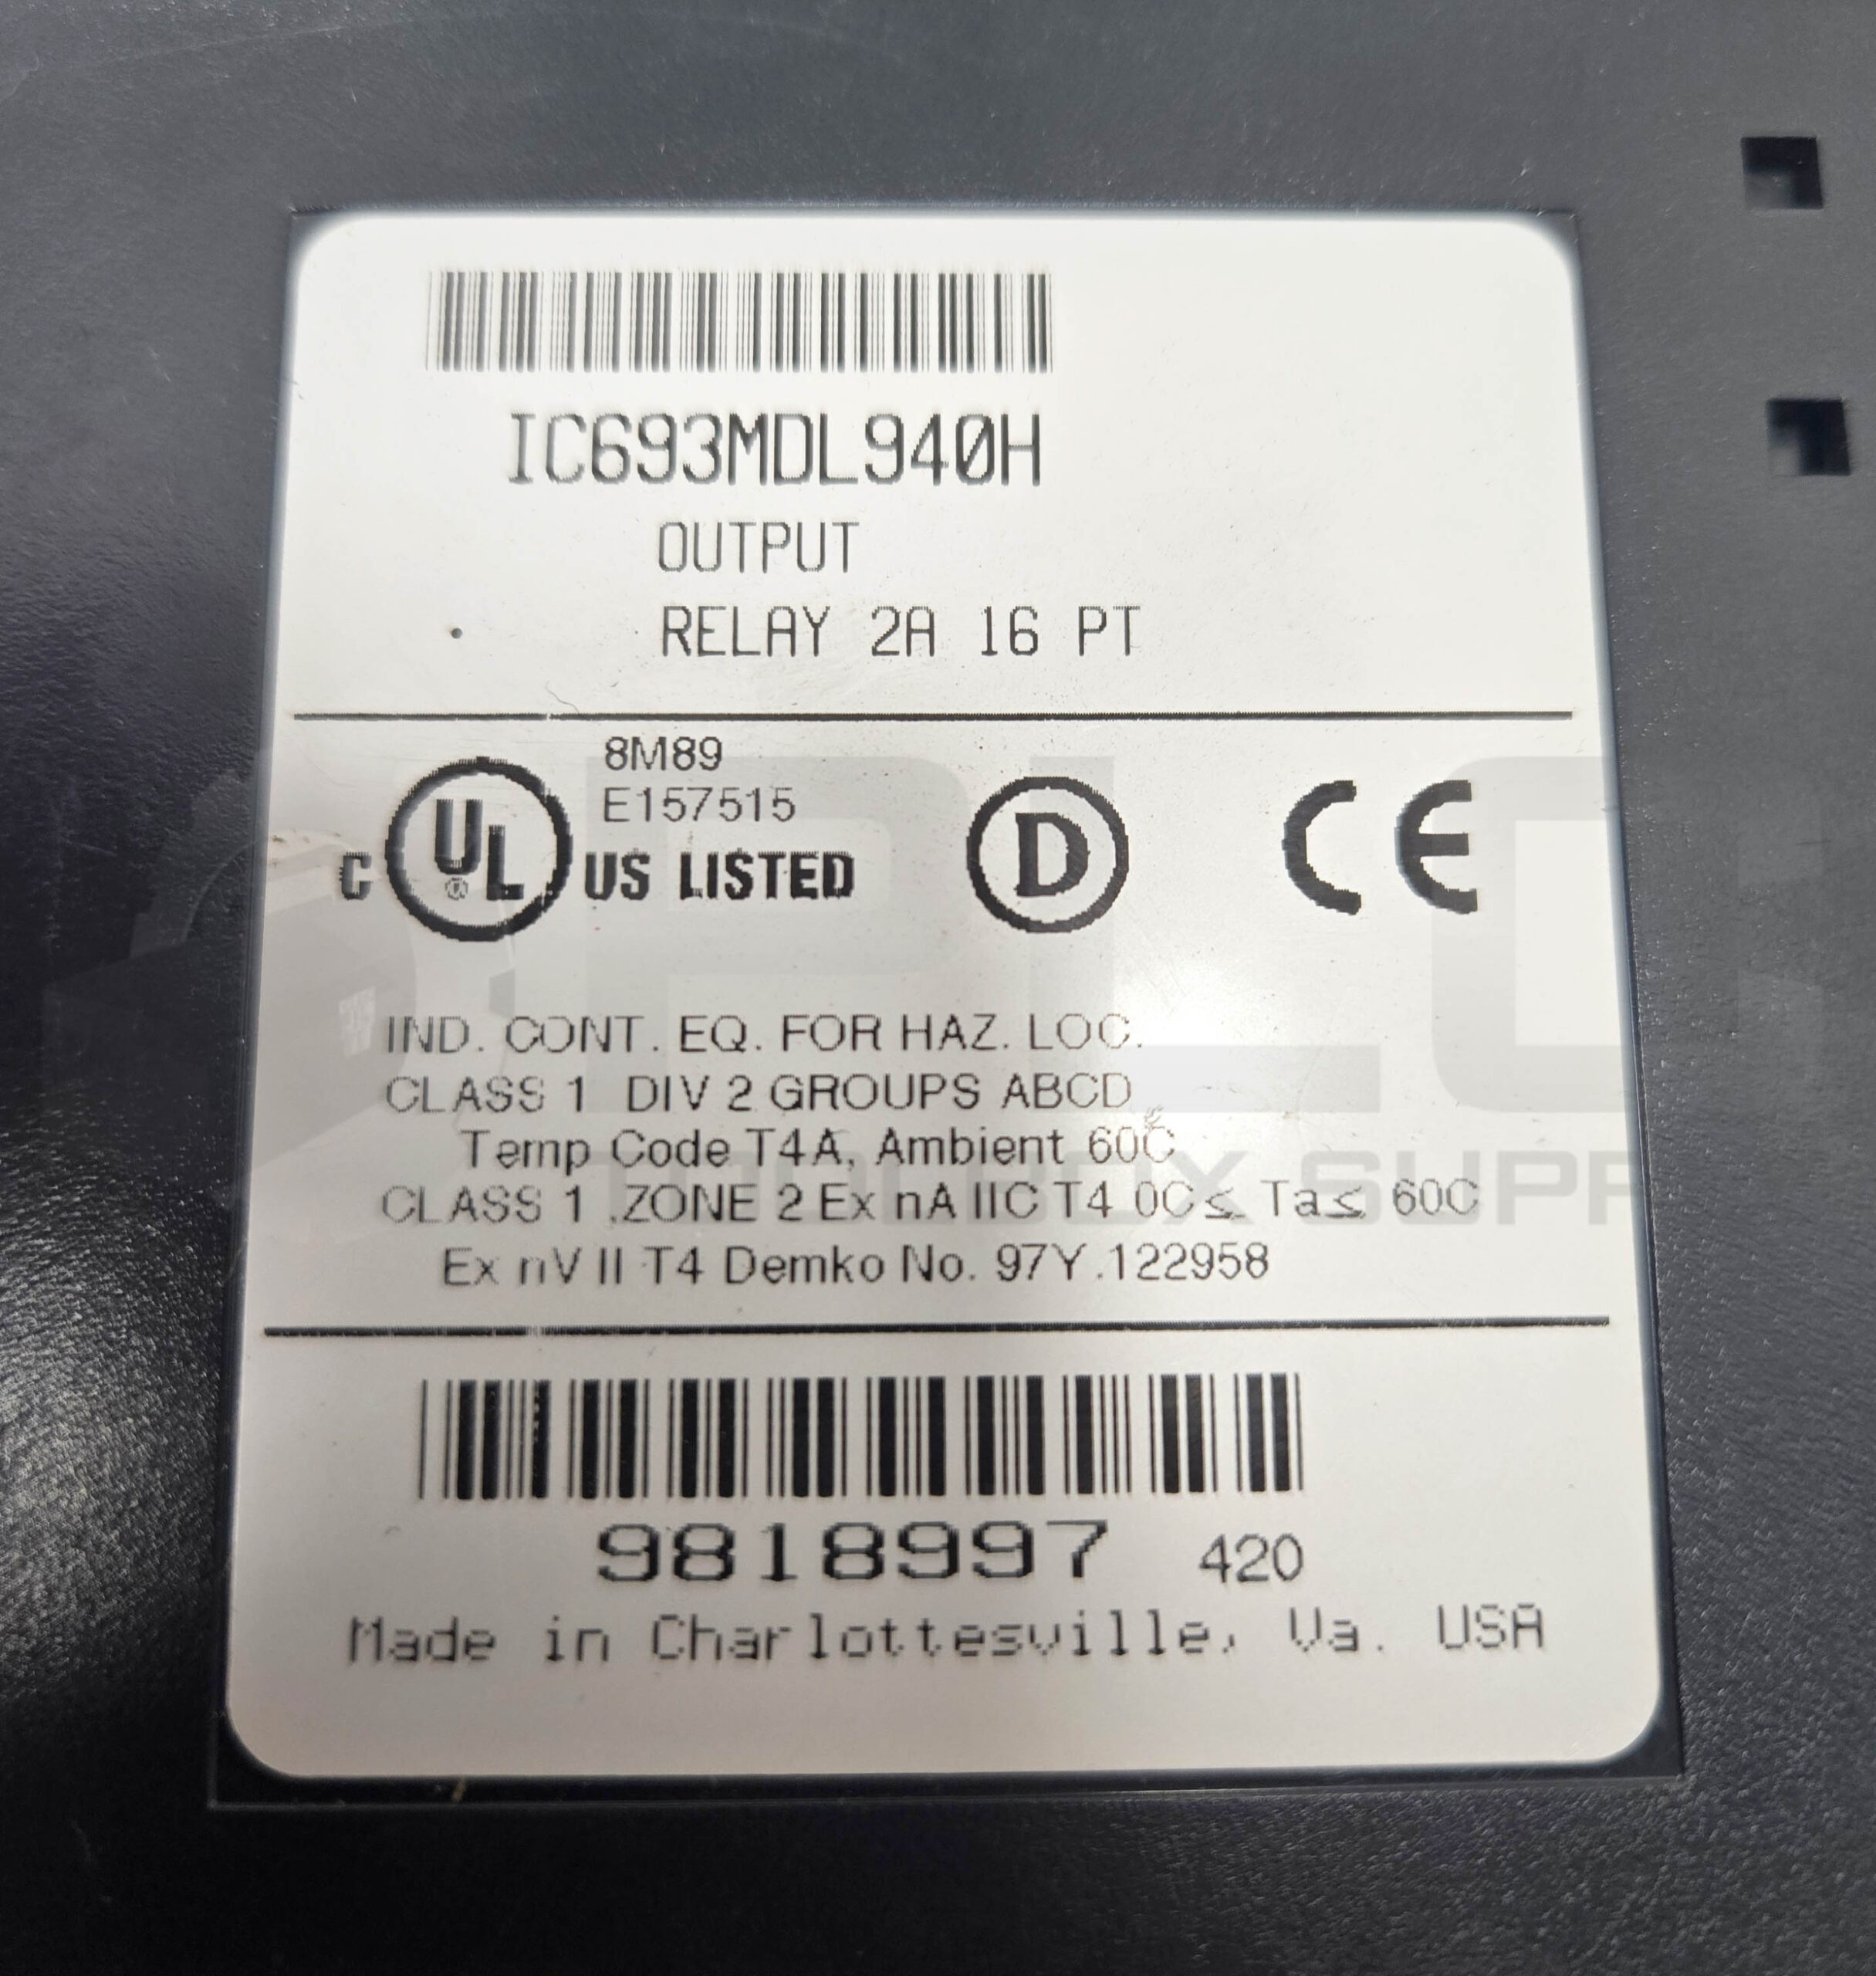 IC693MDL940H
OUTPUT
RELAY 2A 16 PT
8M89
E157515
C UL® US LISTED
D
CE
IND. CONT. EQ. FOR HAZ. LOC.
CLASS 1 DIV 2 GROUPS ABCD
Temp Code T4A, Ambient 60C
CLASS 1 .ZONE 2 Ex nA IIC T4 0C≤ Ta≤ 60C
Ex nV II T4 Demko No. 97Y.122958
9818997 420
Made in Charlottesville, Va. USA
PLC